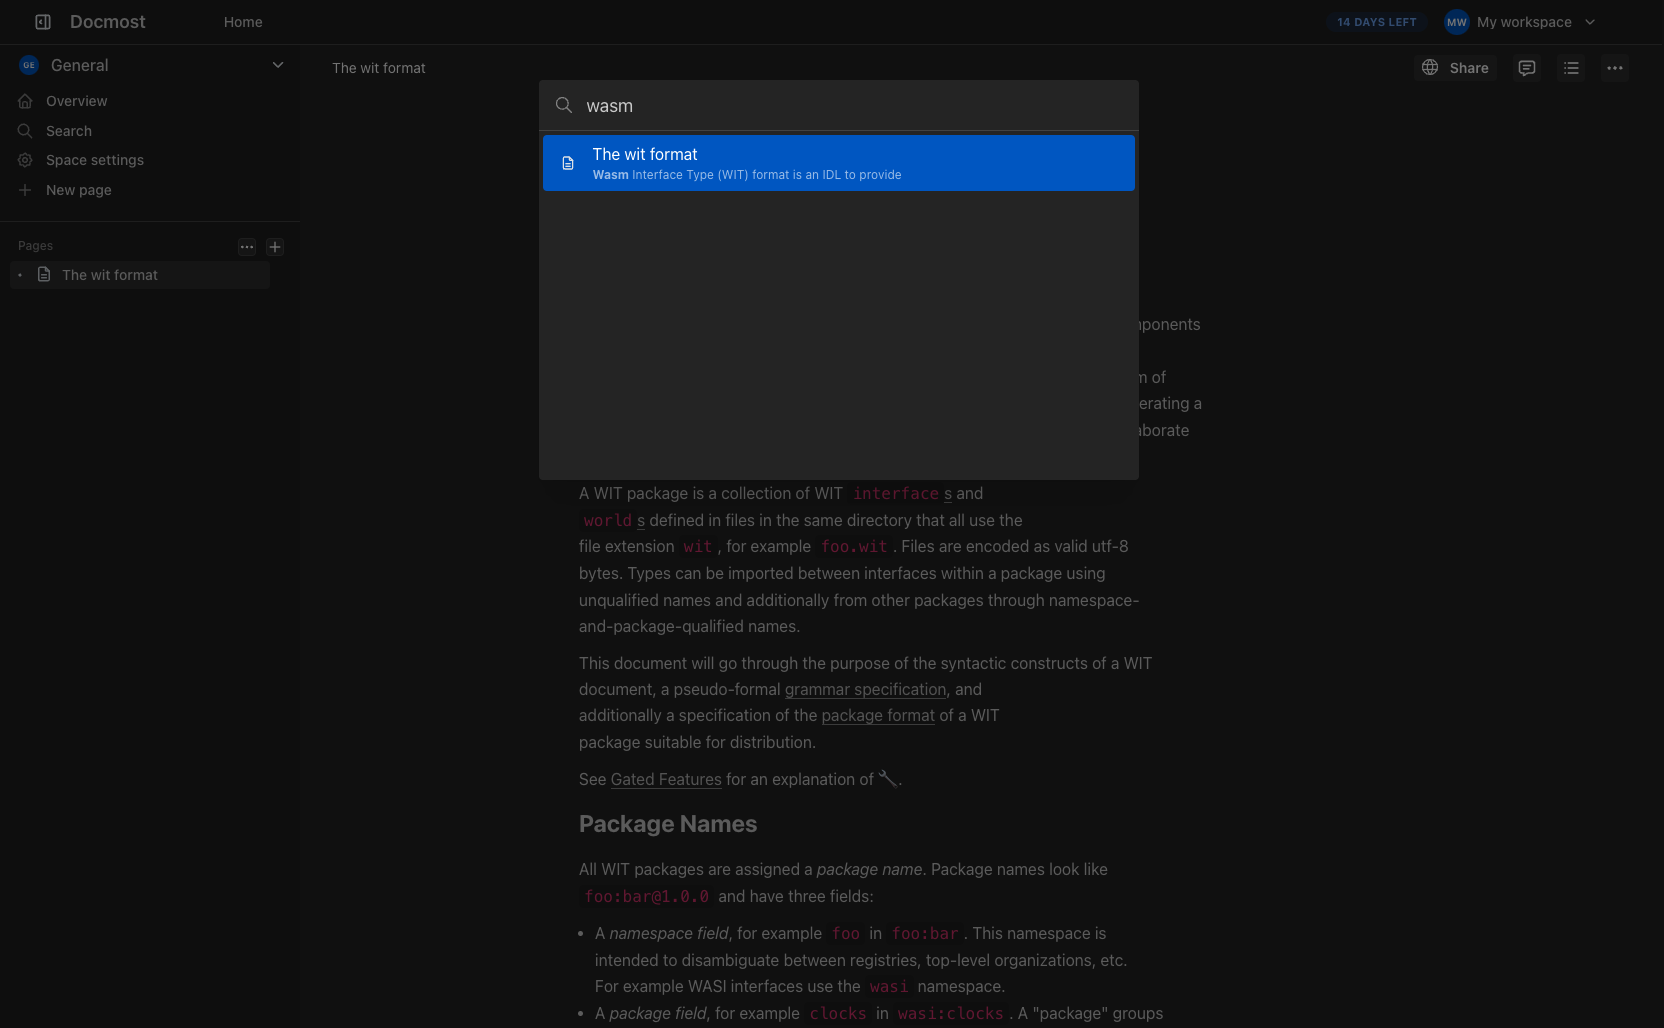 Docmost
Home
14 DAYS LEFT
MW
My workspace
GE
General
Overview
Search
Space settings
New page
Pages
The wit format
The wit format
Share
wasm
The wit format
Wasm Interface Type (WIT) format is an IDL to provide
of
erating a
A WIT package is a collection of WIT interfaces and
worlds defined in files in the same directory that all use the
file extension wit, for example foo.wit. Files are encoded as valid utf-8
bytes. Types can be imported between interfaces within a package using
unqualified names and additionally from other packages through namespace-
and-package-qualified names.
This document will go through the purpose of the syntactic constructs of a WIT
document, a pseudo-formal grammar specification, and
additionally a specification of the package format of a WIT
package suitable for distribution.
See Gated Features for an explanation of 🔧.
Package Names
All WIT packages are assigned a package name. Package names look like
foo:bar@1.0.0 and have three fields:
• A namespace field, for example foo in foo:bar. This namespace is
intended to disambiguate between registries, top-level organizations, etc.
For example WASI interfaces use the wasi namespace.
• A package field, for example clocks in wasi:clocks. A "package" groups